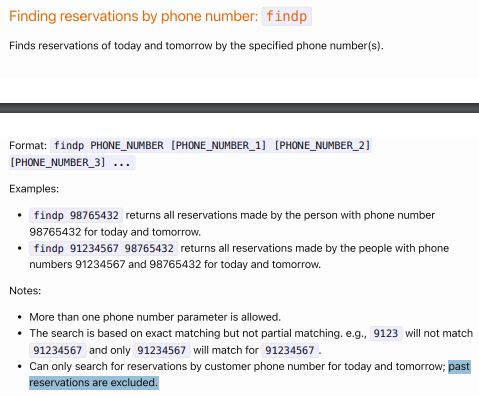 Finding reservations by phone number: findp
Finds reservations of today and tomorrow by the specified phone number(s).
Format: findp PHONE_NUMBER [PHONE_NUMBER_1] [PHONE_NUMBER_2]
[PHONE_NUMBER_3] ...
Examples:
• findp 98765432 returns all reservations made by the person with phone number
98765432 for today and tomorrow.
• findp 91234567 98765432 returns all reservations made by the people with phone
numbers 91234567 and 98765432 for today and tomorrow.
Notes:
• More than one phone number parameter is allowed.
• The search is based on exact matching but not partial matching. e.g., 9123 will not match
91234567 and only 91234567 will match for 91234567.
• Can only search for reservations by customer phone number for today and tomorrow; past
reservations are excluded.